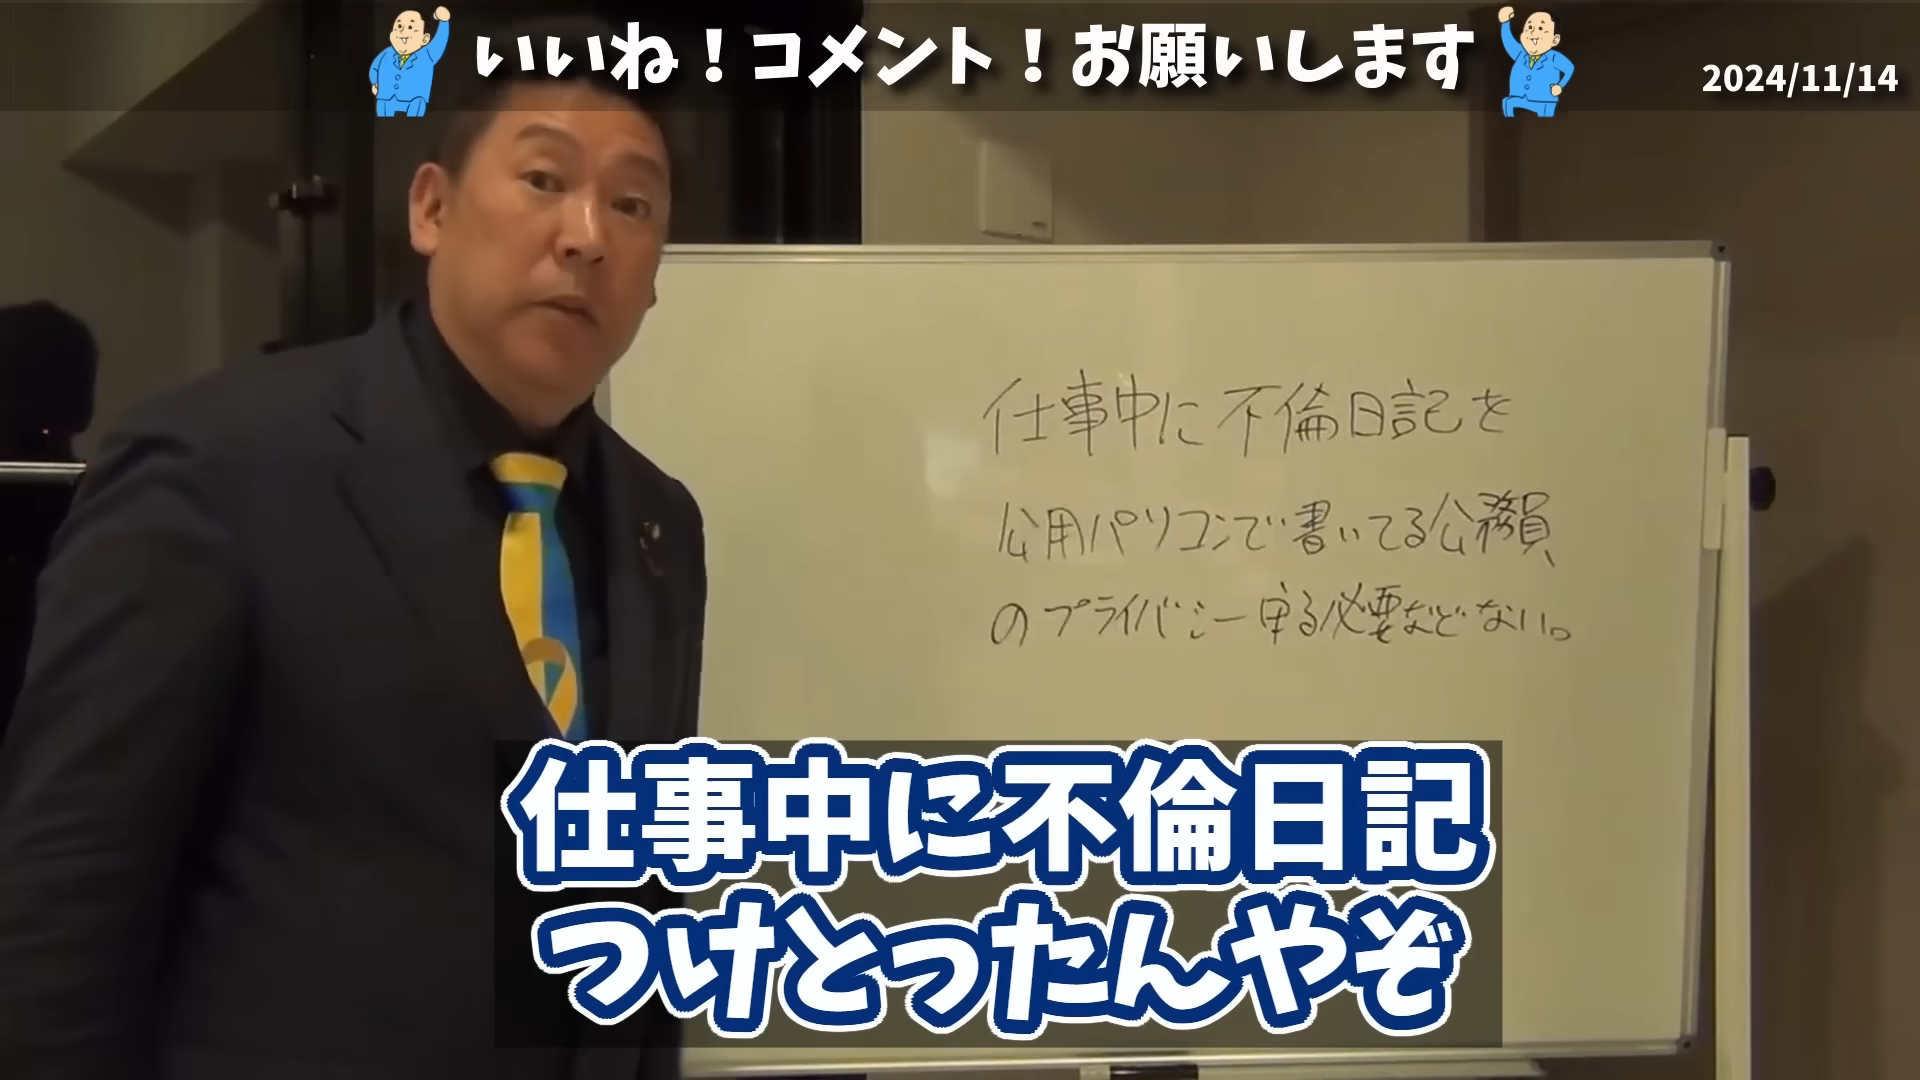 いいね！コメント！お願いします
2024/11/14
仕事中に不倫日記を
公用パソコンで書いてる公務員
のプライバシー守る必要などない。
仕事中に不倫日記
つけとったんやぞ